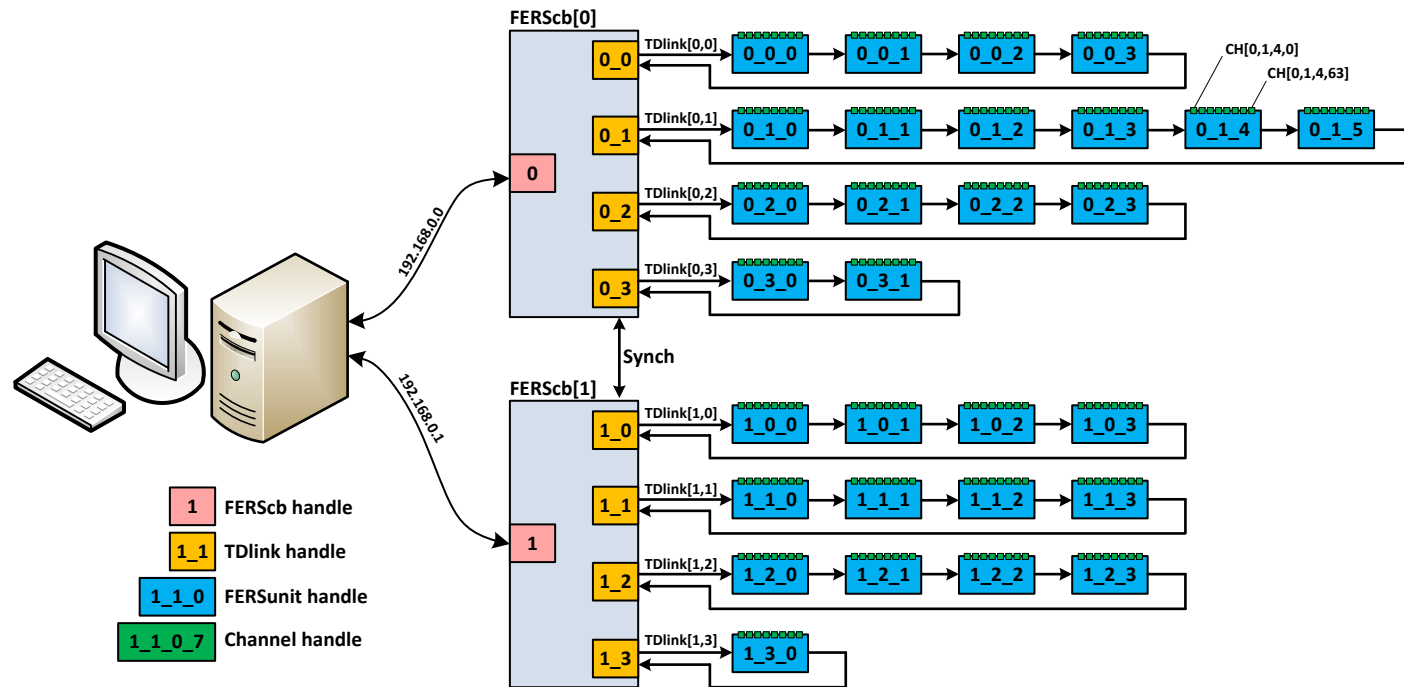 FERScb[0]
0_0
TDlink[0,0]
0_0_0
0_0_1
0_0_2
0_0_3
CH[0,1,4,0]
CH[0,1,4,63]
0_1
TDlink[0,1]
0_1_0
0_1_1
0_1_2
0_1_3
0_1_4
0_1_5
0
0_2
TDlink[0,2]
0_2_0
0_2_1
0_2_2
0_2_3
192.168.0.0
0_3
TDlink[0,3]
0_3_0
0_3_1
Synch
FERScb[1]
192.168.0.1
1_0
TDlink[1,0]
1_0_0
1_0_1
1_0_2
1_0_3
1_1
TDlink[1,1]
1_1_0
1_1_1
1_1_2
1_1_3
1
1_2
TDlink[1,2]
1_2_0
1_2_1
1_2_2
1_2_3
1_3
TDlink[1,3]
1_3_0
1 FERScb handle
1_1 TDlink handle
1_1_0 FERSunit handle
1_1_0_7 Channel handle